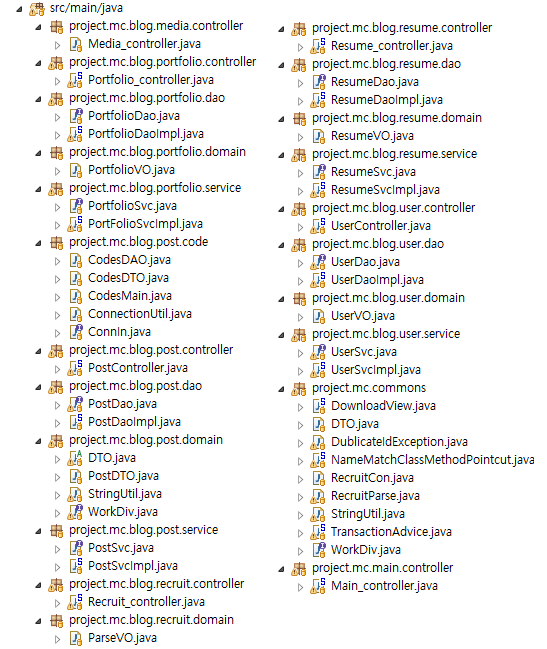 src/main/java
project.mc.blog.media.controller
Media_controller.java
project.mc.blog.portfolio.controller
Portfolio_controller.java
project.mc.blog.portfolio.dao
PortfolioDao.java
PortfolioDaoImpl.java
project.mc.blog.portfolio.domain
PortfolioVO.java
project.mc.blog.portfolio.service
PortfolioSvc.java
PortFolioSvcImpl.java
project.mc.blog.post.code
CodesDAO.java
CodesDTO.java
CodesMain.java
ConnectionUtil.java
ConnIn.java
project.mc.blog.post.controller
PostController.java
project.mc.blog.post.dao
PostDao.java
PostDaoImpl.java
project.mc.blog.post.domain
DTO.java
PostDTO.java
StringUtil.java
WorkDiv.java
project.mc.blog.post.service
PostSvc.java
PostSvcImpl.java
project.mc.blog.recruit.controller
Recruit_controller.java
project.mc.blog.recruit.domain
ParseVO.java
project.mc.blog.resume.controller
Resume_controller.java
project.mc.blog.resume.dao
ResumeDao.java
ResumeDaoImpl.java
project.mc.blog.resume.domain
ResumeVO.java
project.mc.blog.resume.service
ResumeSvc.java
ResumeSvcImpl.java
project.mc.blog.user.controller
UserController.java
project.mc.blog.user.dao
UserDao.java
UserDaoImpl.java
project.mc.blog.user.domain
UserVO.java
project.mc.blog.user.service
UserSvc.java
UserSvcImpl.java
project.mc.commons
DownloadView.java
DTO.java
DublicateIdException.java
NameMatchClassMethodPointcut.java
RecruitCon.java
RecruitParse.java
StringUtil.java
TransactionAdvice.java
WorkDiv.java
project.mc.main.controller
Main_controller.java